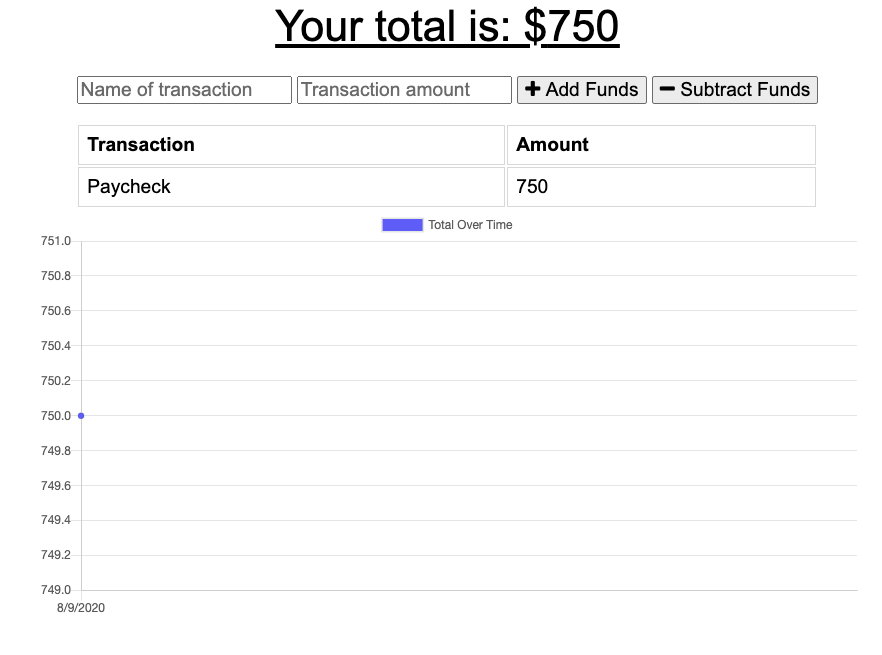 Your total is: $750
Name of transaction Transaction amount + Add Funds − Subtract Funds
Transaction Amount
Paycheck 750
Total Over Time
751.0
750.8
750.6
750.4
750.2
750.0
749.8
749.6
749.4
749.2
749.0
8/9/2020